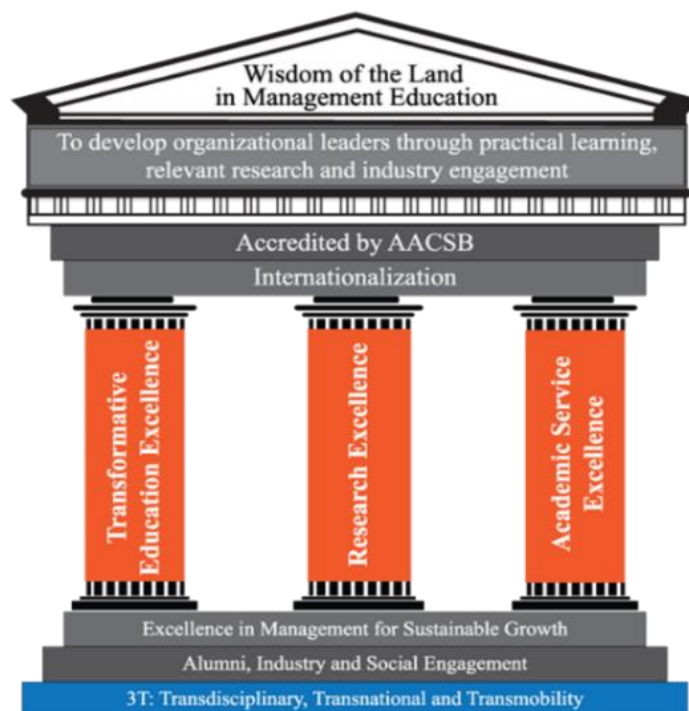 Wisdom of the Land
in Management Education
To develop organizational leaders through practical learning,
relevant research and industry engagement
Accredited by AACSB
Internationalization
Transformative
Education Excellence
Research Excellence
Academic Service
Excellence
Excellence in Management for Sustainable Growth
Alumni, Industry and Social Engagement
3T: Transdisciplinary, Transnational and Transmobility